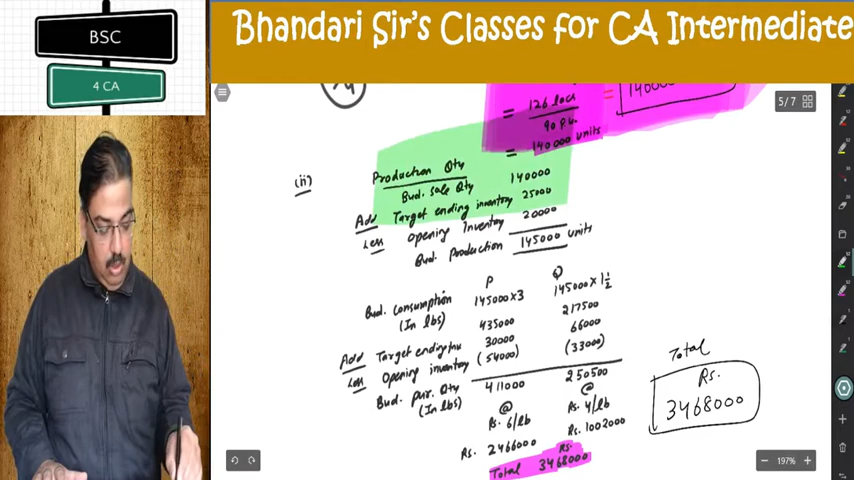 BSC
4 CA
Bhandari Sir's Classes for CA Intermediate
5/7
= 126 lacs
90 p.u.
= 140000 units
=
(ii)
Production Qty
Bud. Sale Qty 140000
Add Target ending inventory 25000
Less Opening Inventory 20000
Bud. Production 145000 units
P Q
Bud. Consumption 145000 x 3 145000 x 1½
(In lbs) 435000 217500
Add Target ending Inv 30000 66000
Less Opening inventory (54000) (33000)
Bud. Pur. Qty 411000 250500
(In lbs) @ @
Rs. 6/lb Rs. 4/lb
Rs. 2466000 Rs. 1002000
Rs.
Total 3468000
Total
Rs.
3468000
197%